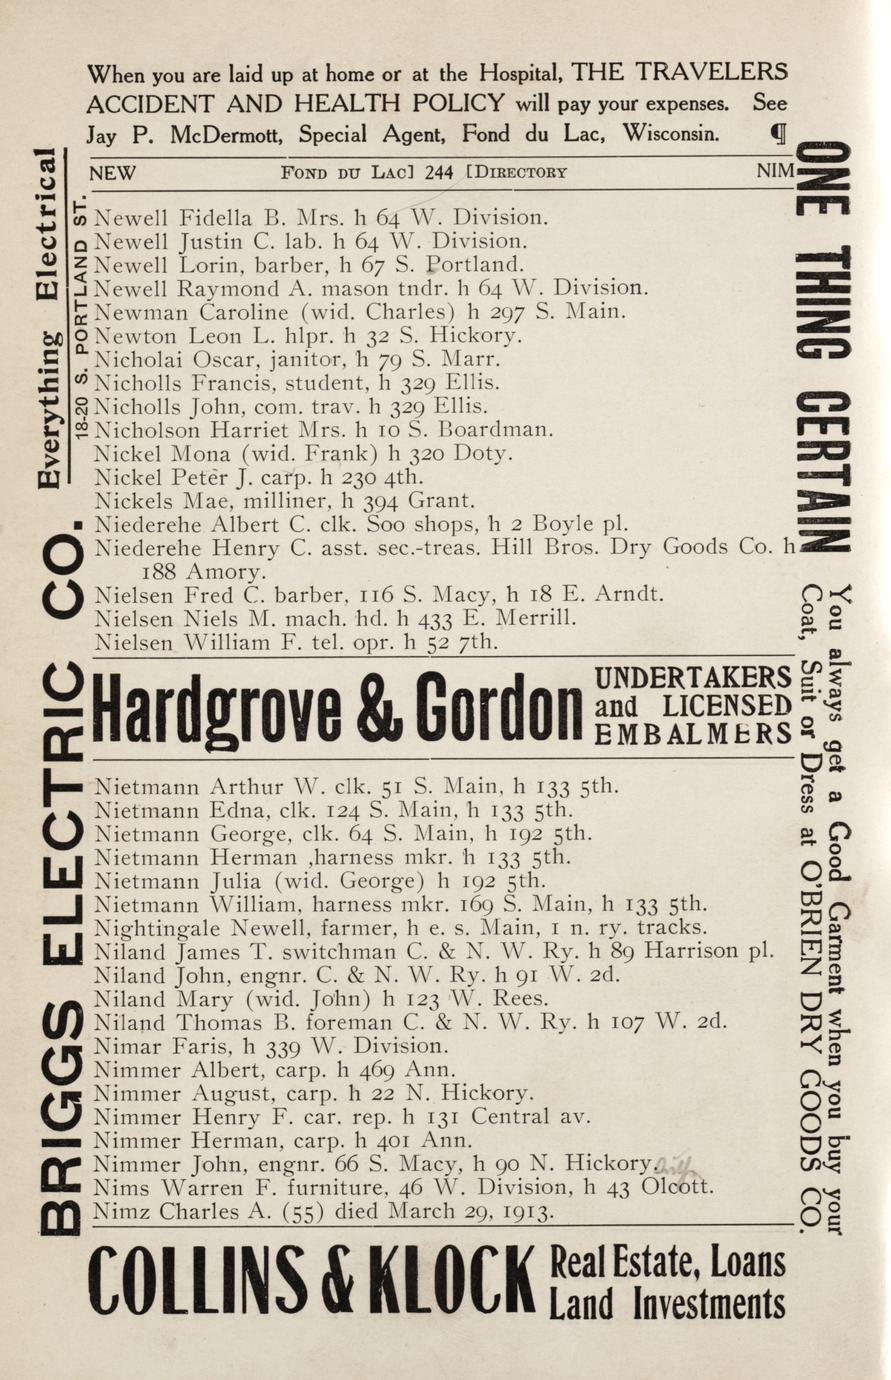 When you are laid up at home or at the Hospital, THE TRAVELERS
ACCIDENT AND HEALTH POLICY will pay your expenses. See
Jay P. McDermott, Special Agent, Fond du Lac, Wisconsin. ¶
NEW FOND DU LAC] 244 [DIRECTORY NIM
Newell Fidella B. Mrs. h 64 W. Division.
Newell Justin C. lab. h 64 W. Division.
Newell Lorin, barber, h 67 S. Portland.
Newell Raymond A. mason tndr. h 64 W. Division.
Newman Caroline (wid. Charles) h 297 S. Main.
Newton Leon L. hlpr. h 32 S. Hickory.
Nicholai Oscar, janitor, h 79 S. Marr.
Nicholls Francis, student, h 329 Ellis.
Nicholls John, com. trav. h 329 Ellis.
Nicholson Harriet Mrs. h 10 S. Boardman.
Nickel Mona (wid. Frank) h 320 Doty.
Nickel Peter J. carp. h 230 4th.
Nickels Mae, milliner, h 394 Grant.
Niederehe Albert C. clk. Soo shops, h 2 Boyle pl.
Niederehe Henry C. asst. sec.-treas. Hill Bros. Dry Goods Co. h
188 Amory.
Nielsen Fred C. barber, 116 S. Macy, h 18 E. Arndt.
Nielsen Niels M. mach. hd. h 433 E. Merrill.
Nielsen William F. tel. opr. h 52 7th.
Hardgrove & Gordon
UNDERTAKERS
and LICENSED
EMBALMERS
Nietmann Arthur W. clk. 51 S. Main, h 133 5th.
Nietmann Edna, clk. 124 S. Main, h 133 5th.
Nietmann George, clk. 64 S. Main, h 192 5th.
Nietmann Herman ,harness mkr. h 133 5th.
Nietmann Julia (wid. George) h 192 5th.
Nietmann William, harness mkr. 169 S. Main, h 133 5th.
Nightingale Newell, farmer, h e. s. Main, 1 n. ry. tracks.
Niland James T. switchman C. & N. W. Ry. h 89 Harrison pl.
Niland John, engnr. C. & N. W. Ry. h 91 W. 2d.
Niland Mary (wid. John) h 123 W. Rees.
Niland Thomas B. foreman C. & N. W. Ry. h 107 W. 2d.
Nimar Faris, h 339 W. Division.
Nimmer Albert, carp. h 469 Ann.
Nimmer August, carp. h 22 N. Hickory.
Nimmer Henry F. car. rep. h 131 Central av.
Nimmer Herman, carp. h 401 Ann.
Nimmer John, engnr. 66 S. Macy, h 90 N. Hickory.
Nims Warren F. furniture, 46 W. Division, h 43 Olcott.
Nimz Charles A. (55) died March 29, 1913.
COLLINS & KLOCK
Real Estate, Loans
Land Investments
BRIGGS ELECTRIC CO.
Everything Electrical
18-20 S. PORTLAND ST.
ONE THING CERTAIN
You always get a Good Garment when you buy your
Coat, Suit or Dress at O'BRIEN DRY GOODS CO.